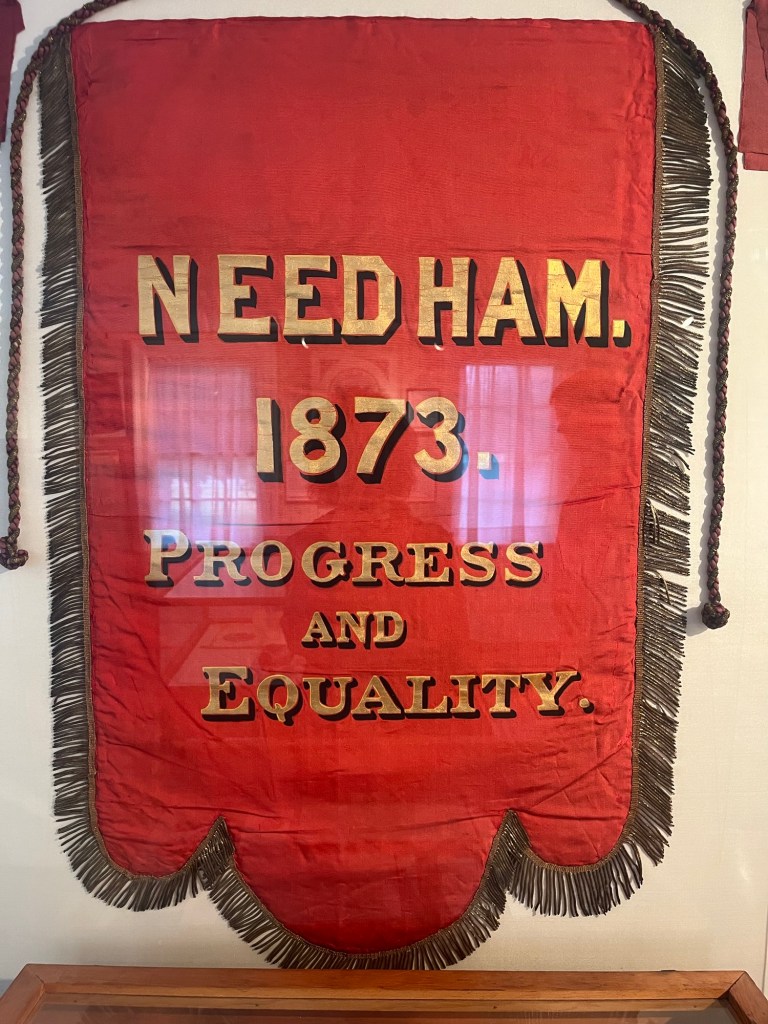 NEEDHAM.
1873.
PROGRESS
AND
EQUALITY.